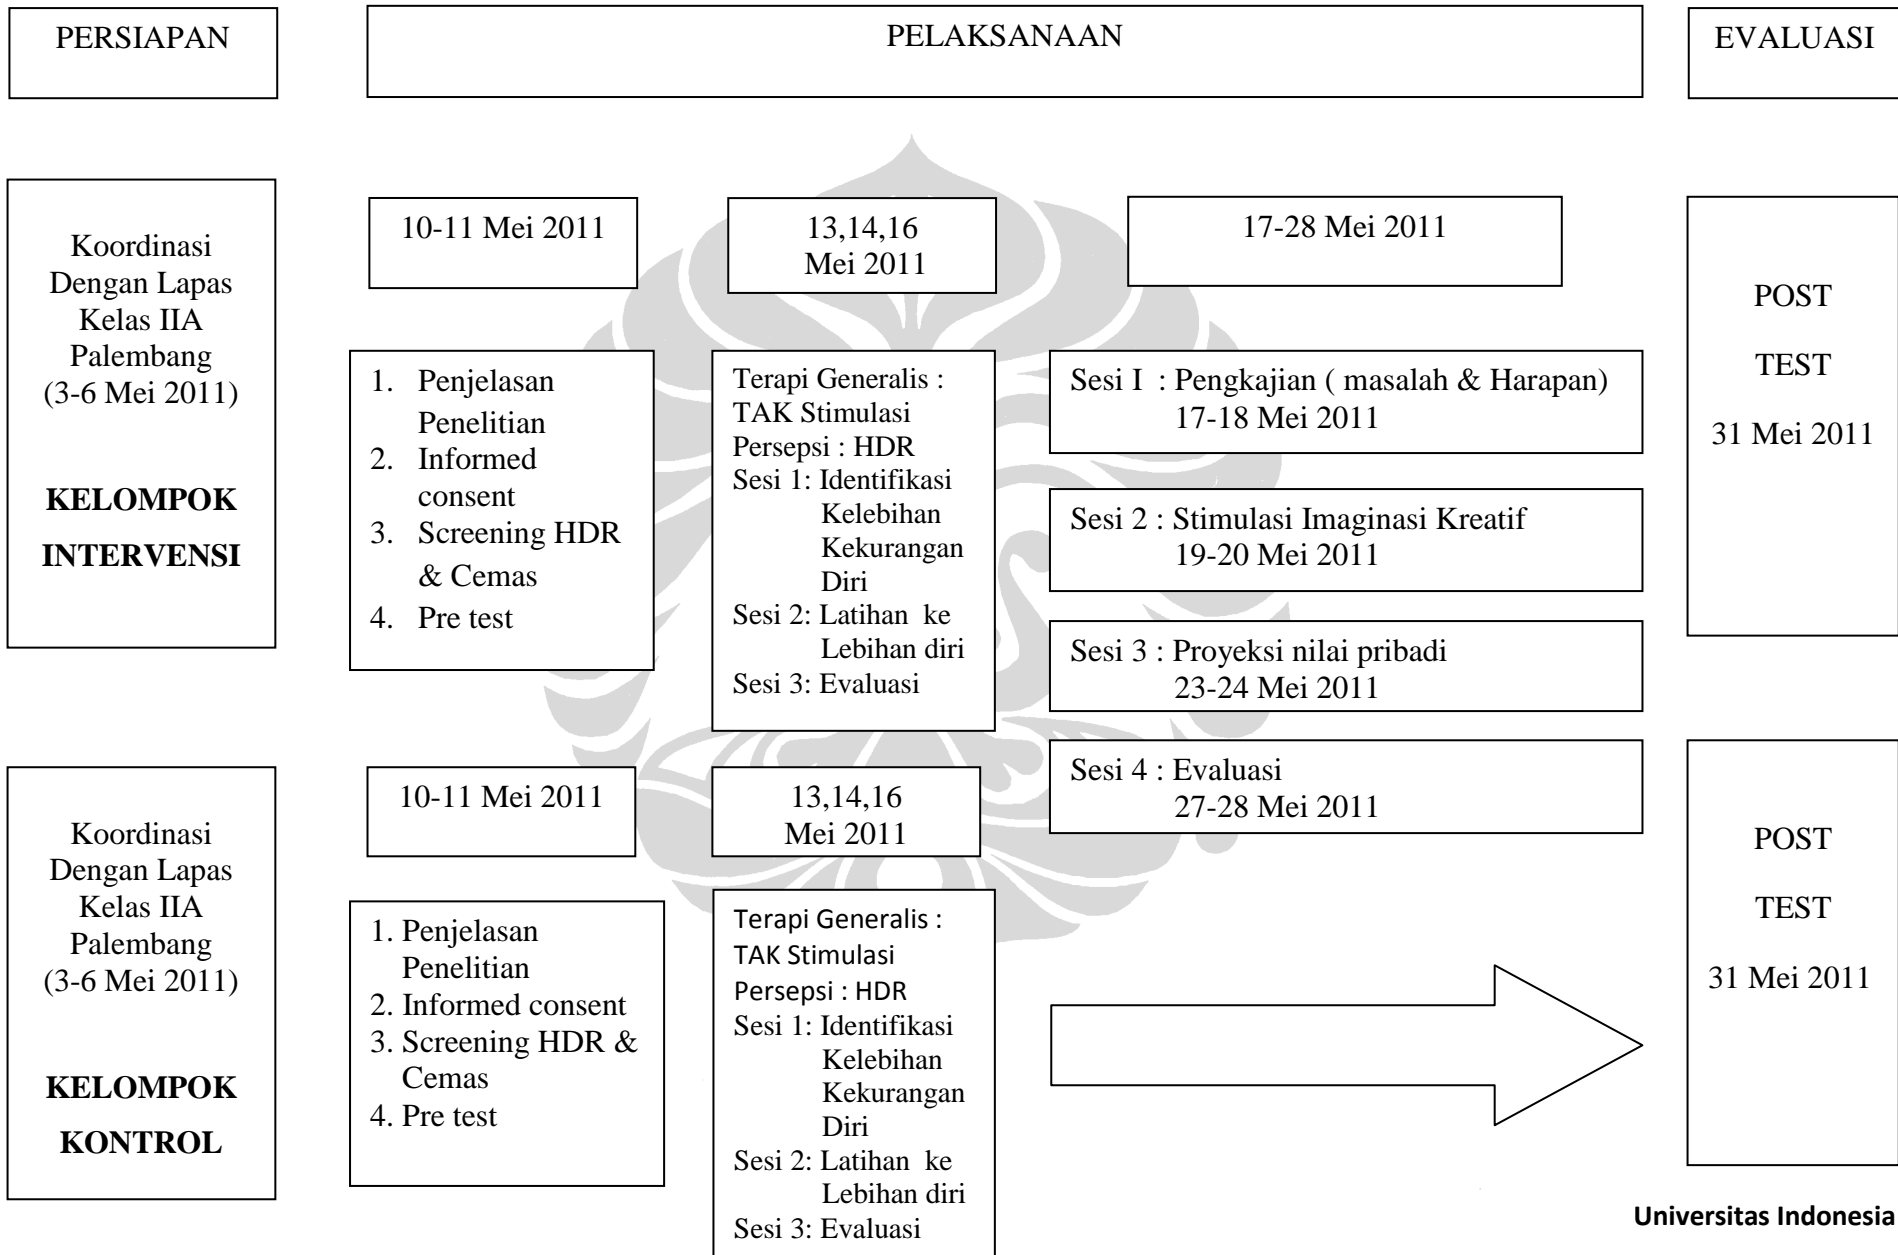 PERSIAPAN
PELAKSANAAN
EVALUASI
Koordinasi
Dengan Lapas
Kelas IIA
Palembang
(3-6 Mei 2011)
KELOMPOK
INTERVENSI
10-11 Mei 2011
1. Penjelasan
Penelitian
2. Informed
consent
3. Screening HDR
& Cemas
4. Pre test
13,14,16
Mei 2011
Terapi Generalis :
TAK Stimulasi
Persepsi : HDR
Sesi 1: Identifikasi
Kelebihan
Kekurangan
Diri
Sesi 2: Latihan ke
Lebihan diri
Sesi 3: Evaluasi
17-28 Mei 2011
Sesi I : Pengkajian ( masalah & Harapan)
17-18 Mei 2011
Sesi 2 : Stimulasi Imaginasi Kreatif
19-20 Mei 2011
Sesi 3 : Proyeksi nilai pribadi
23-24 Mei 2011
Sesi 4 : Evaluasi
27-28 Mei 2011
POST
TEST
31 Mei 2011
Koordinasi
Dengan Lapas
Kelas IIA
Palembang
(3-6 Mei 2011)
KELOMPOK
KONTROL
10-11 Mei 2011
1. Penjelasan
Penelitian
2. Informed consent
3. Screening HDR &
Cemas
4. Pre test
13,14,16
Mei 2011
Terapi Generalis :
TAK Stimulasi
Persepsi : HDR
Sesi 1: Identifikasi
Kelebihan
Kekurangan
Diri
Sesi 2: Latihan ke
Lebihan diri
Sesi 3: Evaluasi
POST
TEST
31 Mei 2011
Universitas Indonesia